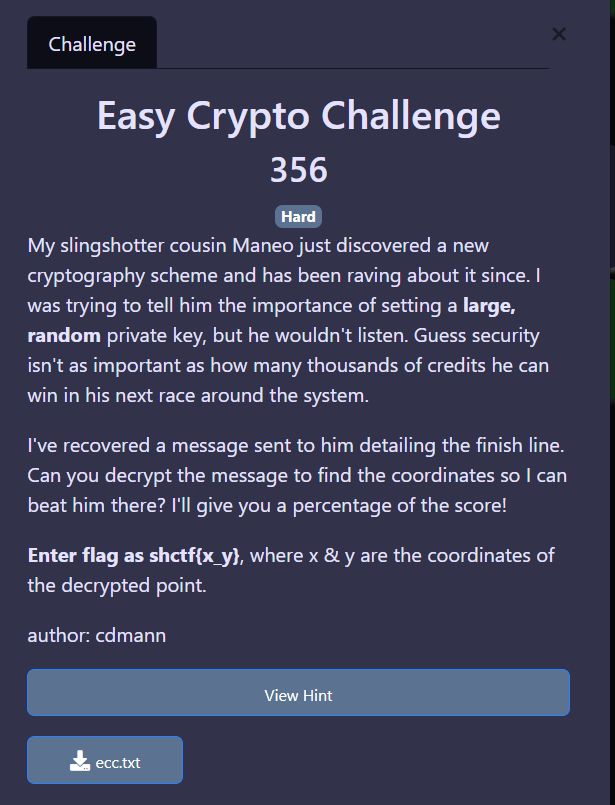 Challenge
×
Easy Crypto Challenge
356
Hard
My slingshotter cousin Maneo just discovered a new
cryptography scheme and has been raving about it since. I
was trying to tell him the importance of setting a large,
random private key, but he wouldn't listen. Guess security
isn't as important as how many thousands of credits he can
win in his next race around the system.
I've recovered a message sent to him detailing the finish line.
Can you decrypt the message to find the coordinates so I can
beat him there? I'll give you a percentage of the score!
Enter flag as shctf{x_y}, where x & y are the coordinates of
the decrypted point.
author: cdmann
View Hint
ecc.txt